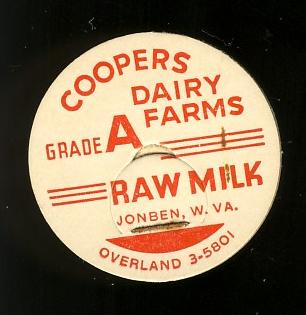 COOPERS
DAIRY
FARMS
GRADE A
RAW MILK
JONBEN, W. VA.
OVERLAND 3-5801